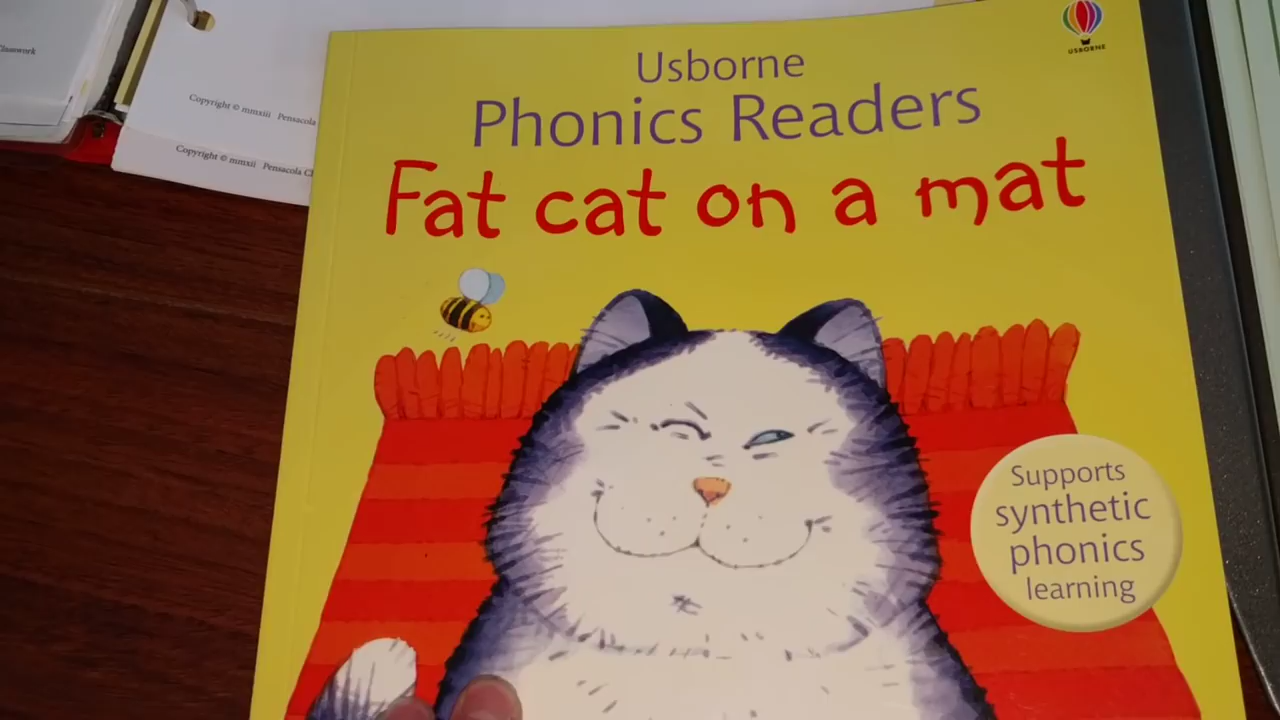 Classwork
Copyright © mmxiii Pensacola
Copyright © mmxii Pensacola
Usborne
Phonics Readers
Fat cat on a mat
USBORNE
Supports
synthetic
phonics
learning